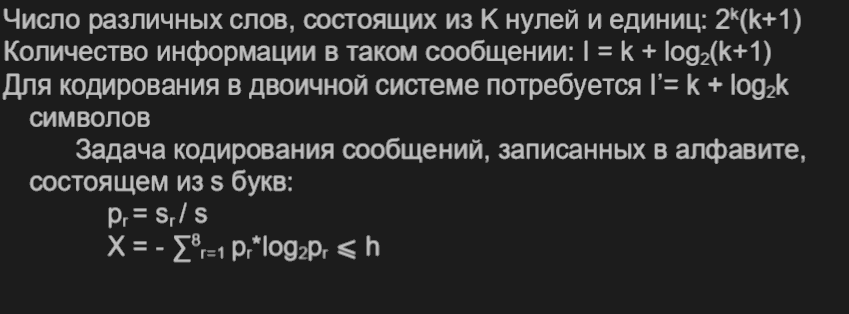 Число различных слов, состоящих из K нулей и единиц: 2ᵏ(k+1)
Количество информации в таком сообщении: I = k + log₂(k+1)
Для кодирования в двоичной системе потребуется I’= k + log₂k
символов
Задача кодирования сообщений, записанных в алфавите,
состоящем из s букв:
pᵣ = sᵣ / s
X = - ∑⁸ᵣ₌₁ pᵣ*log₂pᵣ ⩽ h